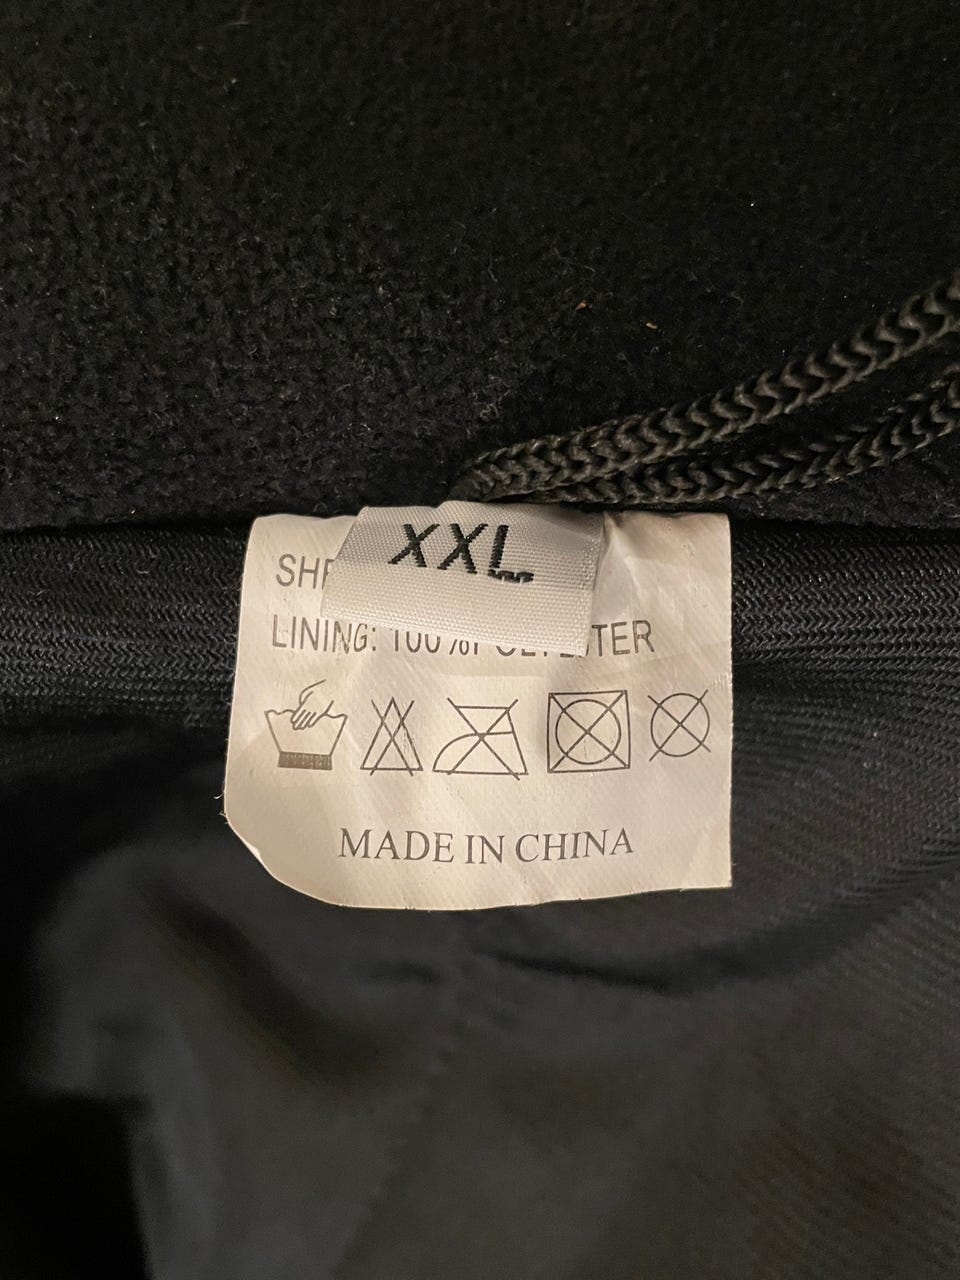 XXL
LINING: 100%POLYESTER
MADE IN CHINA